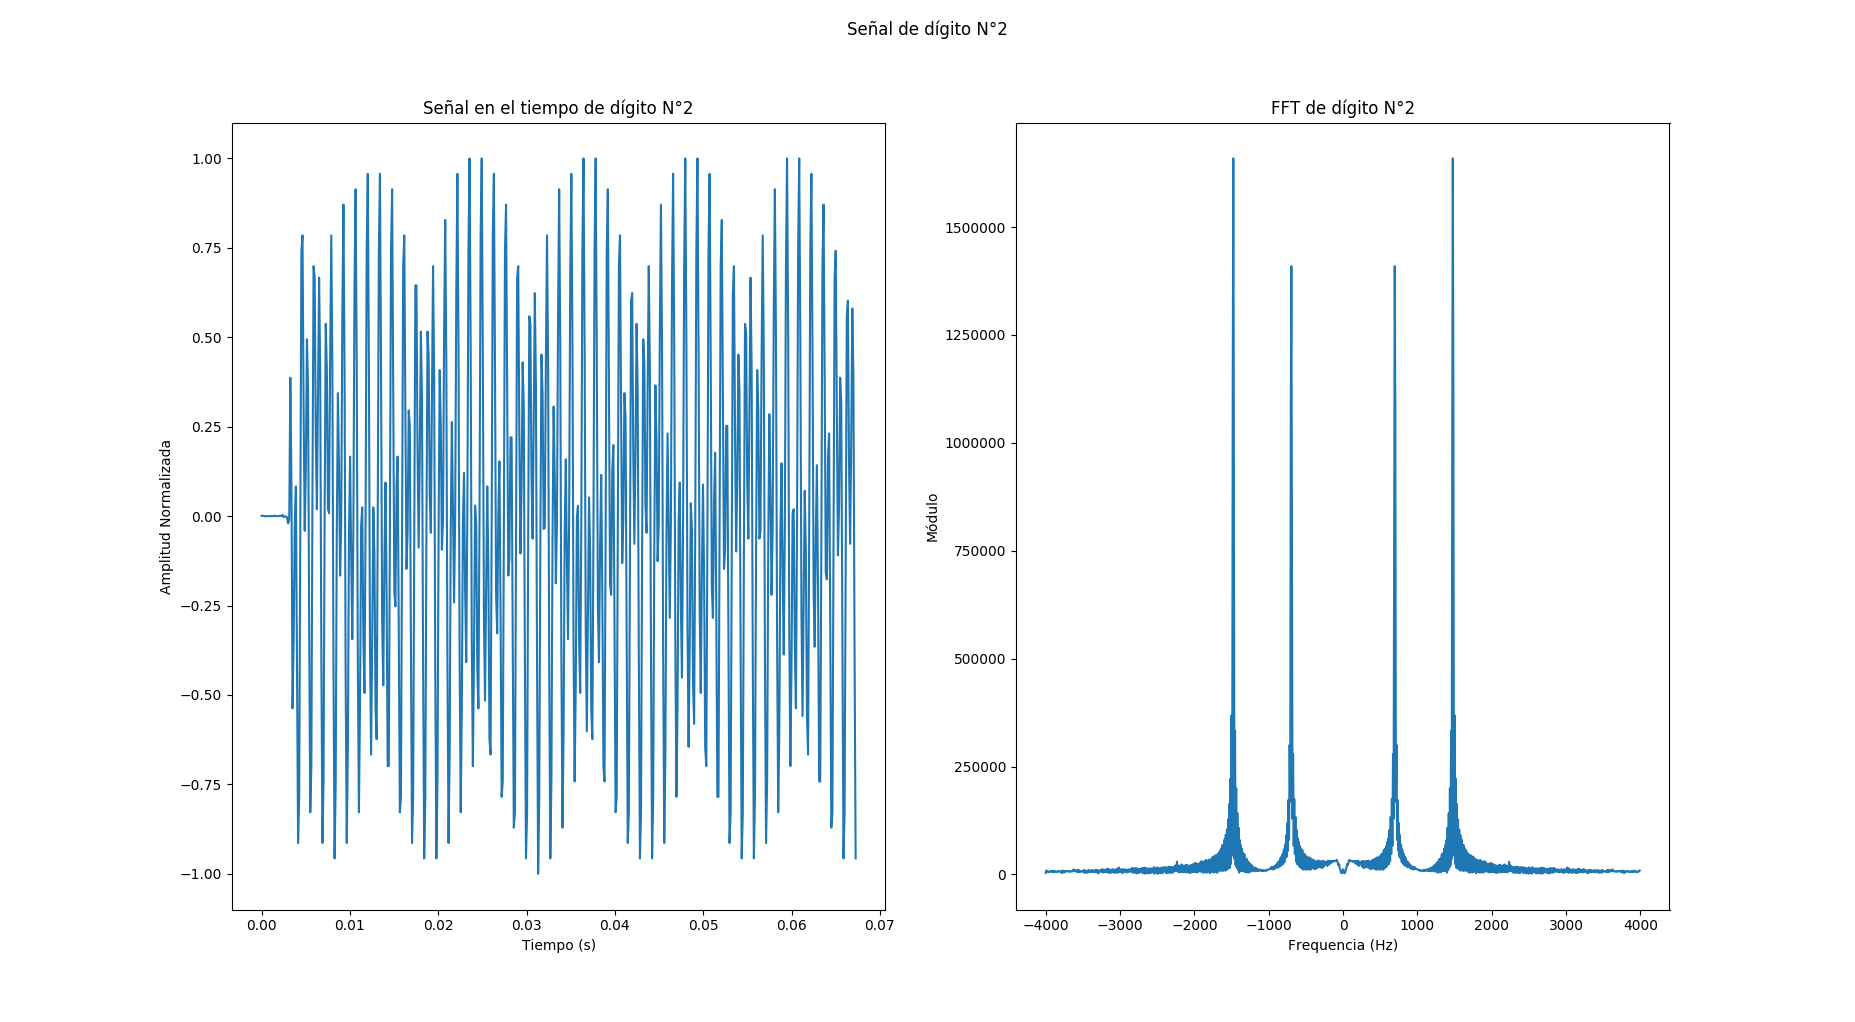 Señal de dígito N°2
Señal en el tiempo de dígito N°2
1.00
0.75
0.50
0.25
0.00
−0.25
−0.50
−0.75
−1.00
Amplitud Normalizada
0.00 0.01 0.02 0.03 0.04 0.05 0.06 0.07
Tiempo (s)
FFT de dígito N°2
1500000
1250000
1000000
750000
500000
250000
0
Módulo
−4000 −3000 −2000 −1000 0 1000 2000 3000 4000
Frequencia (Hz)